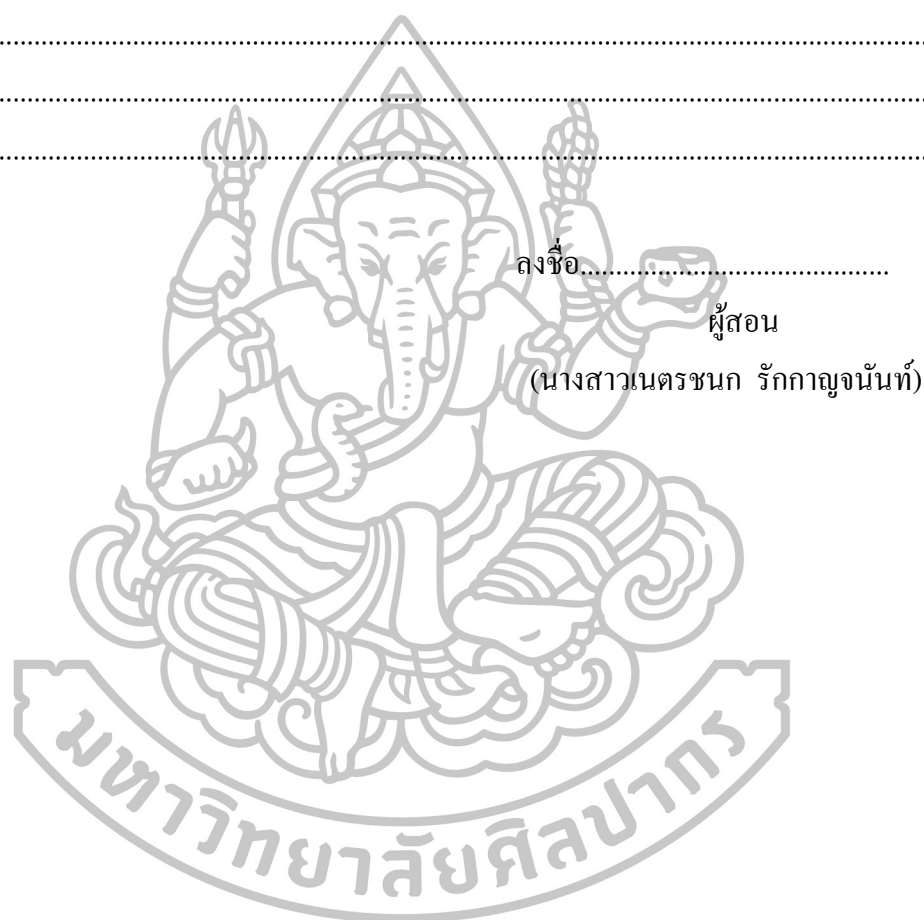 ................................................................................................................................
................................................................................................................................
................................................................................................................................
ลงชื่อ...........................................
ผู้สอน
(นางสาวเนตรชนก รักกาญจนันท์)
มหาวิทยาลัยศิลปากร